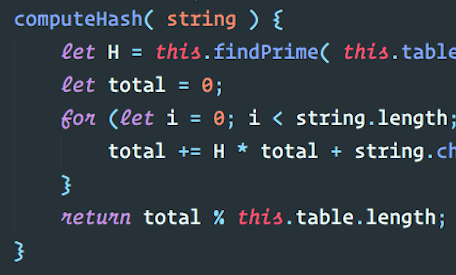 computeHash( string ) {
let H = this.findPrime( this.table
let total = 0;
for (let i = 0; i < string.length;
total += H * total + string.ch
}
return total % this.table.length;
}